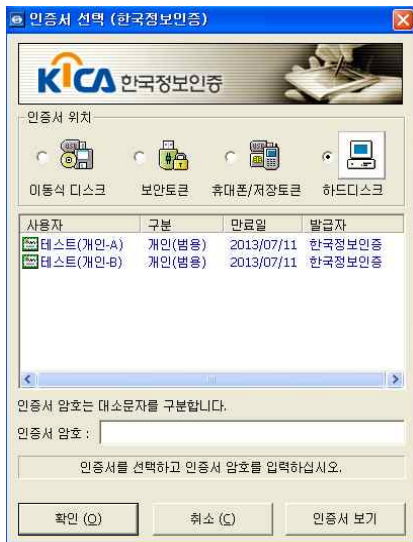 인증서 선택 (한국정보인증)
KICA 한국정보인증
인증서 위치
이동식 디스크 보안토큰 휴대폰/저장토큰 하드디스크
사용자 구분 만료일 발급자
테스트(개인-A) 개인(범용) 2013/07/11 한국정보인증
테스트(개인-B) 개인(범용) 2013/07/11 한국정보인증
인증서 암호는 대소문자를 구분합니다.
인증서 암호 :
인증서를 선택하고 인증서 암호를 입력하십시오.
확인 (O) 취소 (C) 인증서 보기